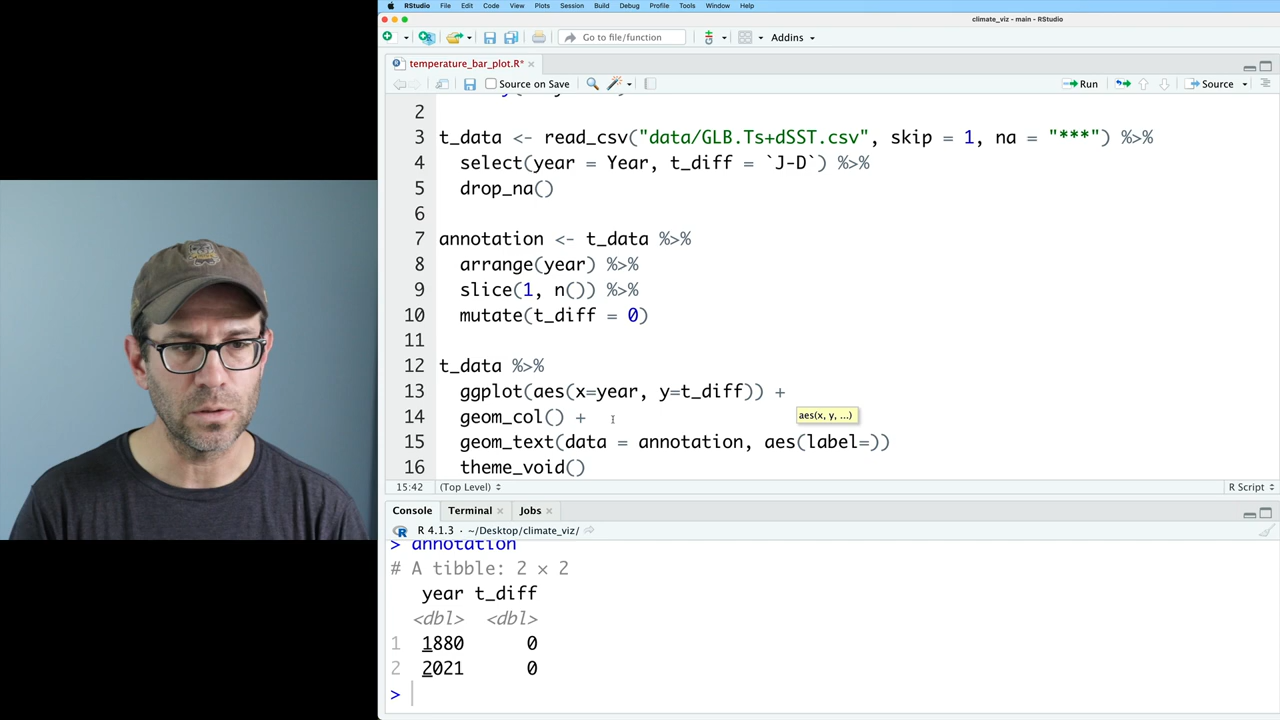 RStudio File Edit Code View Plots Session Build Debug Profile Tools Window Help
climate_viz - main - RStudio
Go to file/function Addins
temperature_bar_plot.R*
Source on Save Run Source
2
3 t_data <- read_csv("data/GLB.Ts+dSST.csv", skip = 1, na = "***") %>%
4 select(year = Year, t_diff = `J-D`) %>%
5 drop_na()
6
7 annotation <- t_data %>%
8 arrange(year) %>%
9 slice(1, n()) %>%
10 mutate(t_diff = 0)
11
12 t_data %>%
13 ggplot(aes(x=year, y=t_diff)) +
14 geom_col() +
aes(x, y, ...)
15 geom_text(data = annotation, aes(label=))
16 theme_void()
15:42 (Top Level) R Script
Console Terminal Jobs
R 4.1.3 · ~/Desktop/climate_viz/
> annotation
# A tibble: 2 × 2
year t_diff
<dbl> <dbl>
1 1880 0
2 2021 0
>